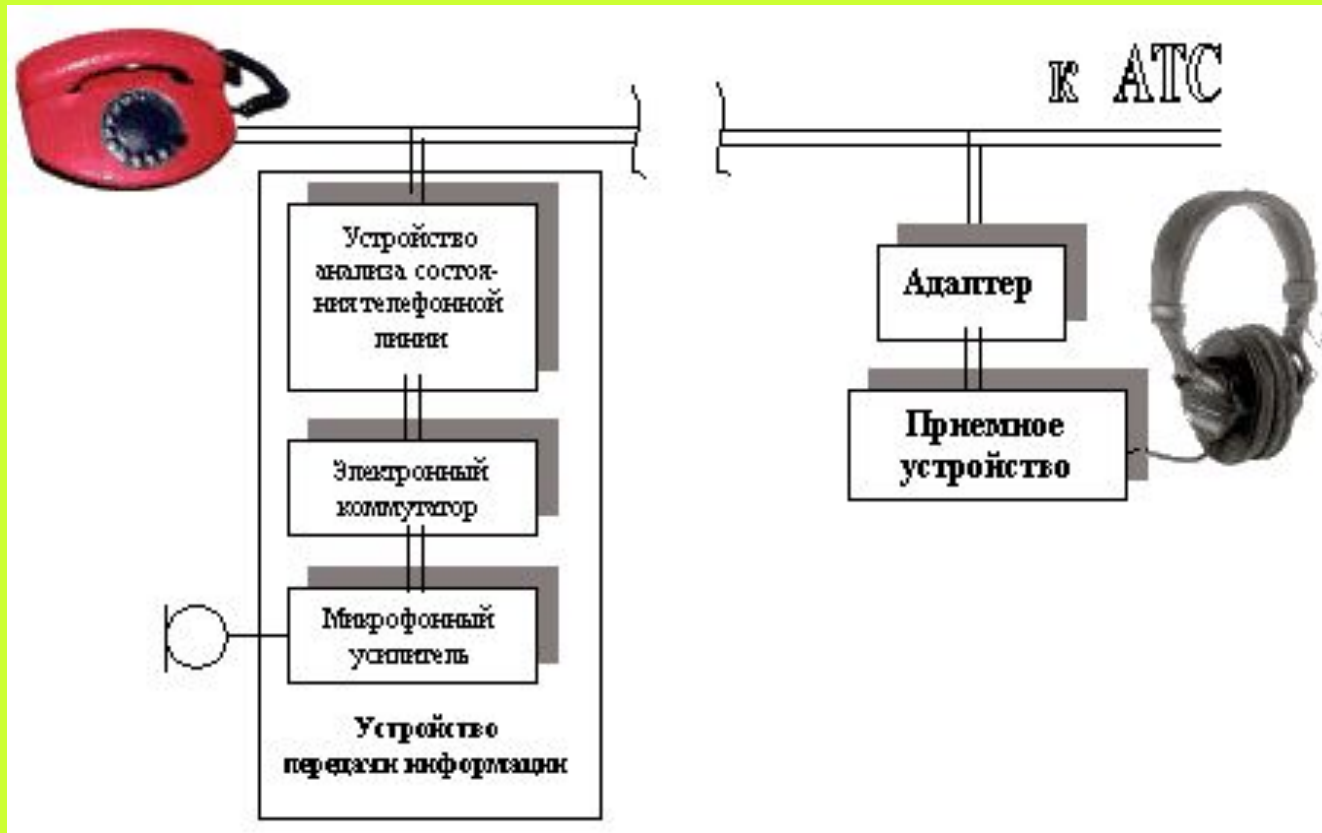 к АТС
Устройство
анализа состоя-
ния телефонной
линии
Электронный
коммутатор
Микрофонный
усилитель
Устройство
передачи информации
Адаптер
Приемное
устройство